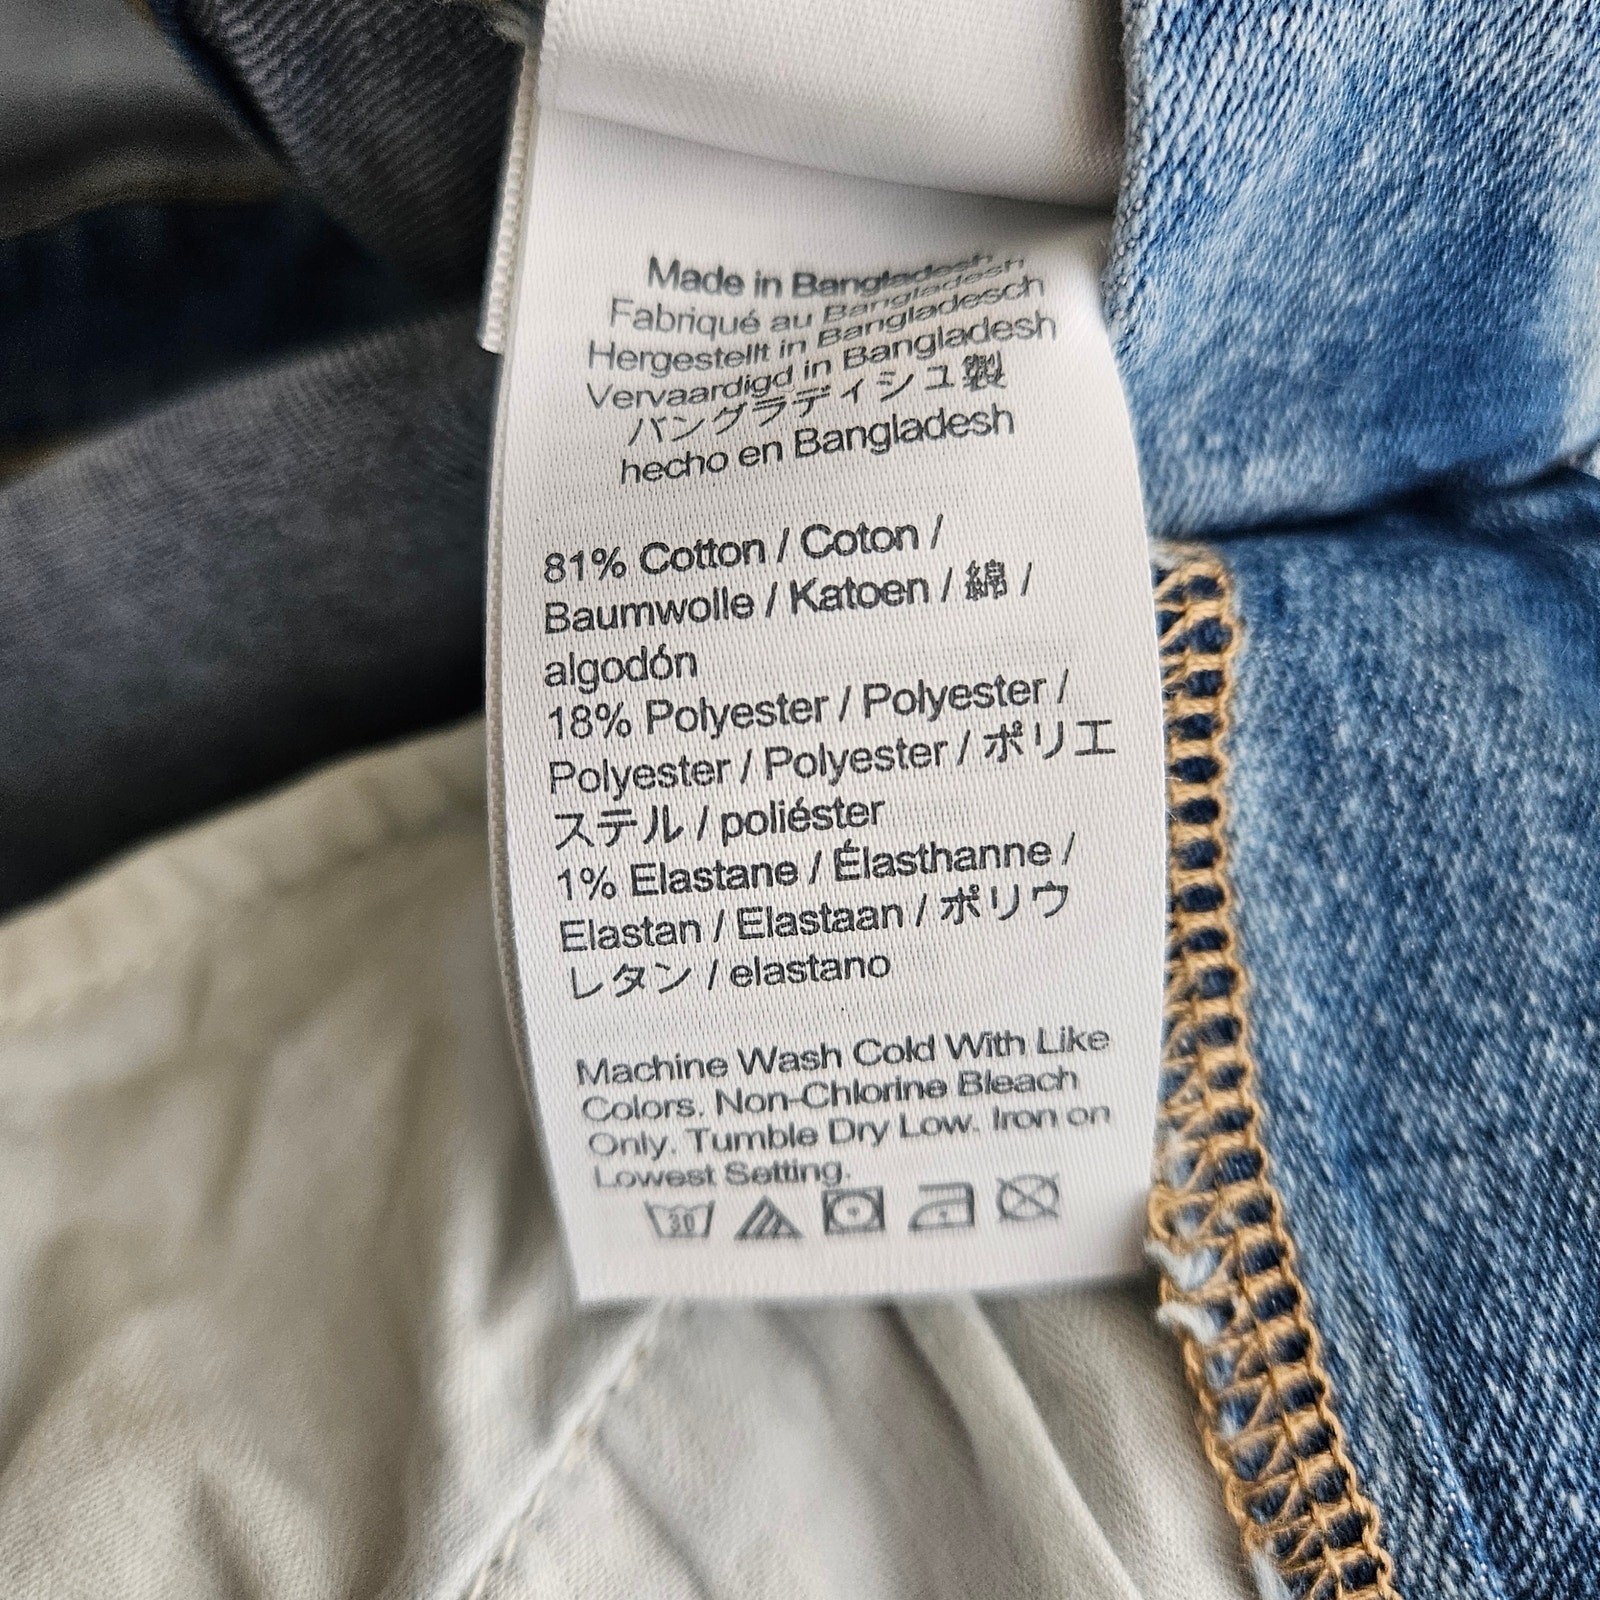 Made in Bangladesh
Fabriqué au Bangladesh
Hergestellt in Bangladesch
Vervaardigd in Bangladesh
バングラディシュ製
hecho en Bangladesh
81% Cotton / Coton /
Baumwolle / Katoen / 綿 /
algodón
18% Polyester / Polyester /
Polyester / Polyester / ポリエ
ステル / poliéster
1% Elastane / Élasthanne /
Elastan / Elastaan / ポリウ
レタン / elastano
Machine Wash Cold With Like
Colors. Non-Chlorine Bleach
Only. Tumble Dry Low. Iron on
Lowest Setting.
30